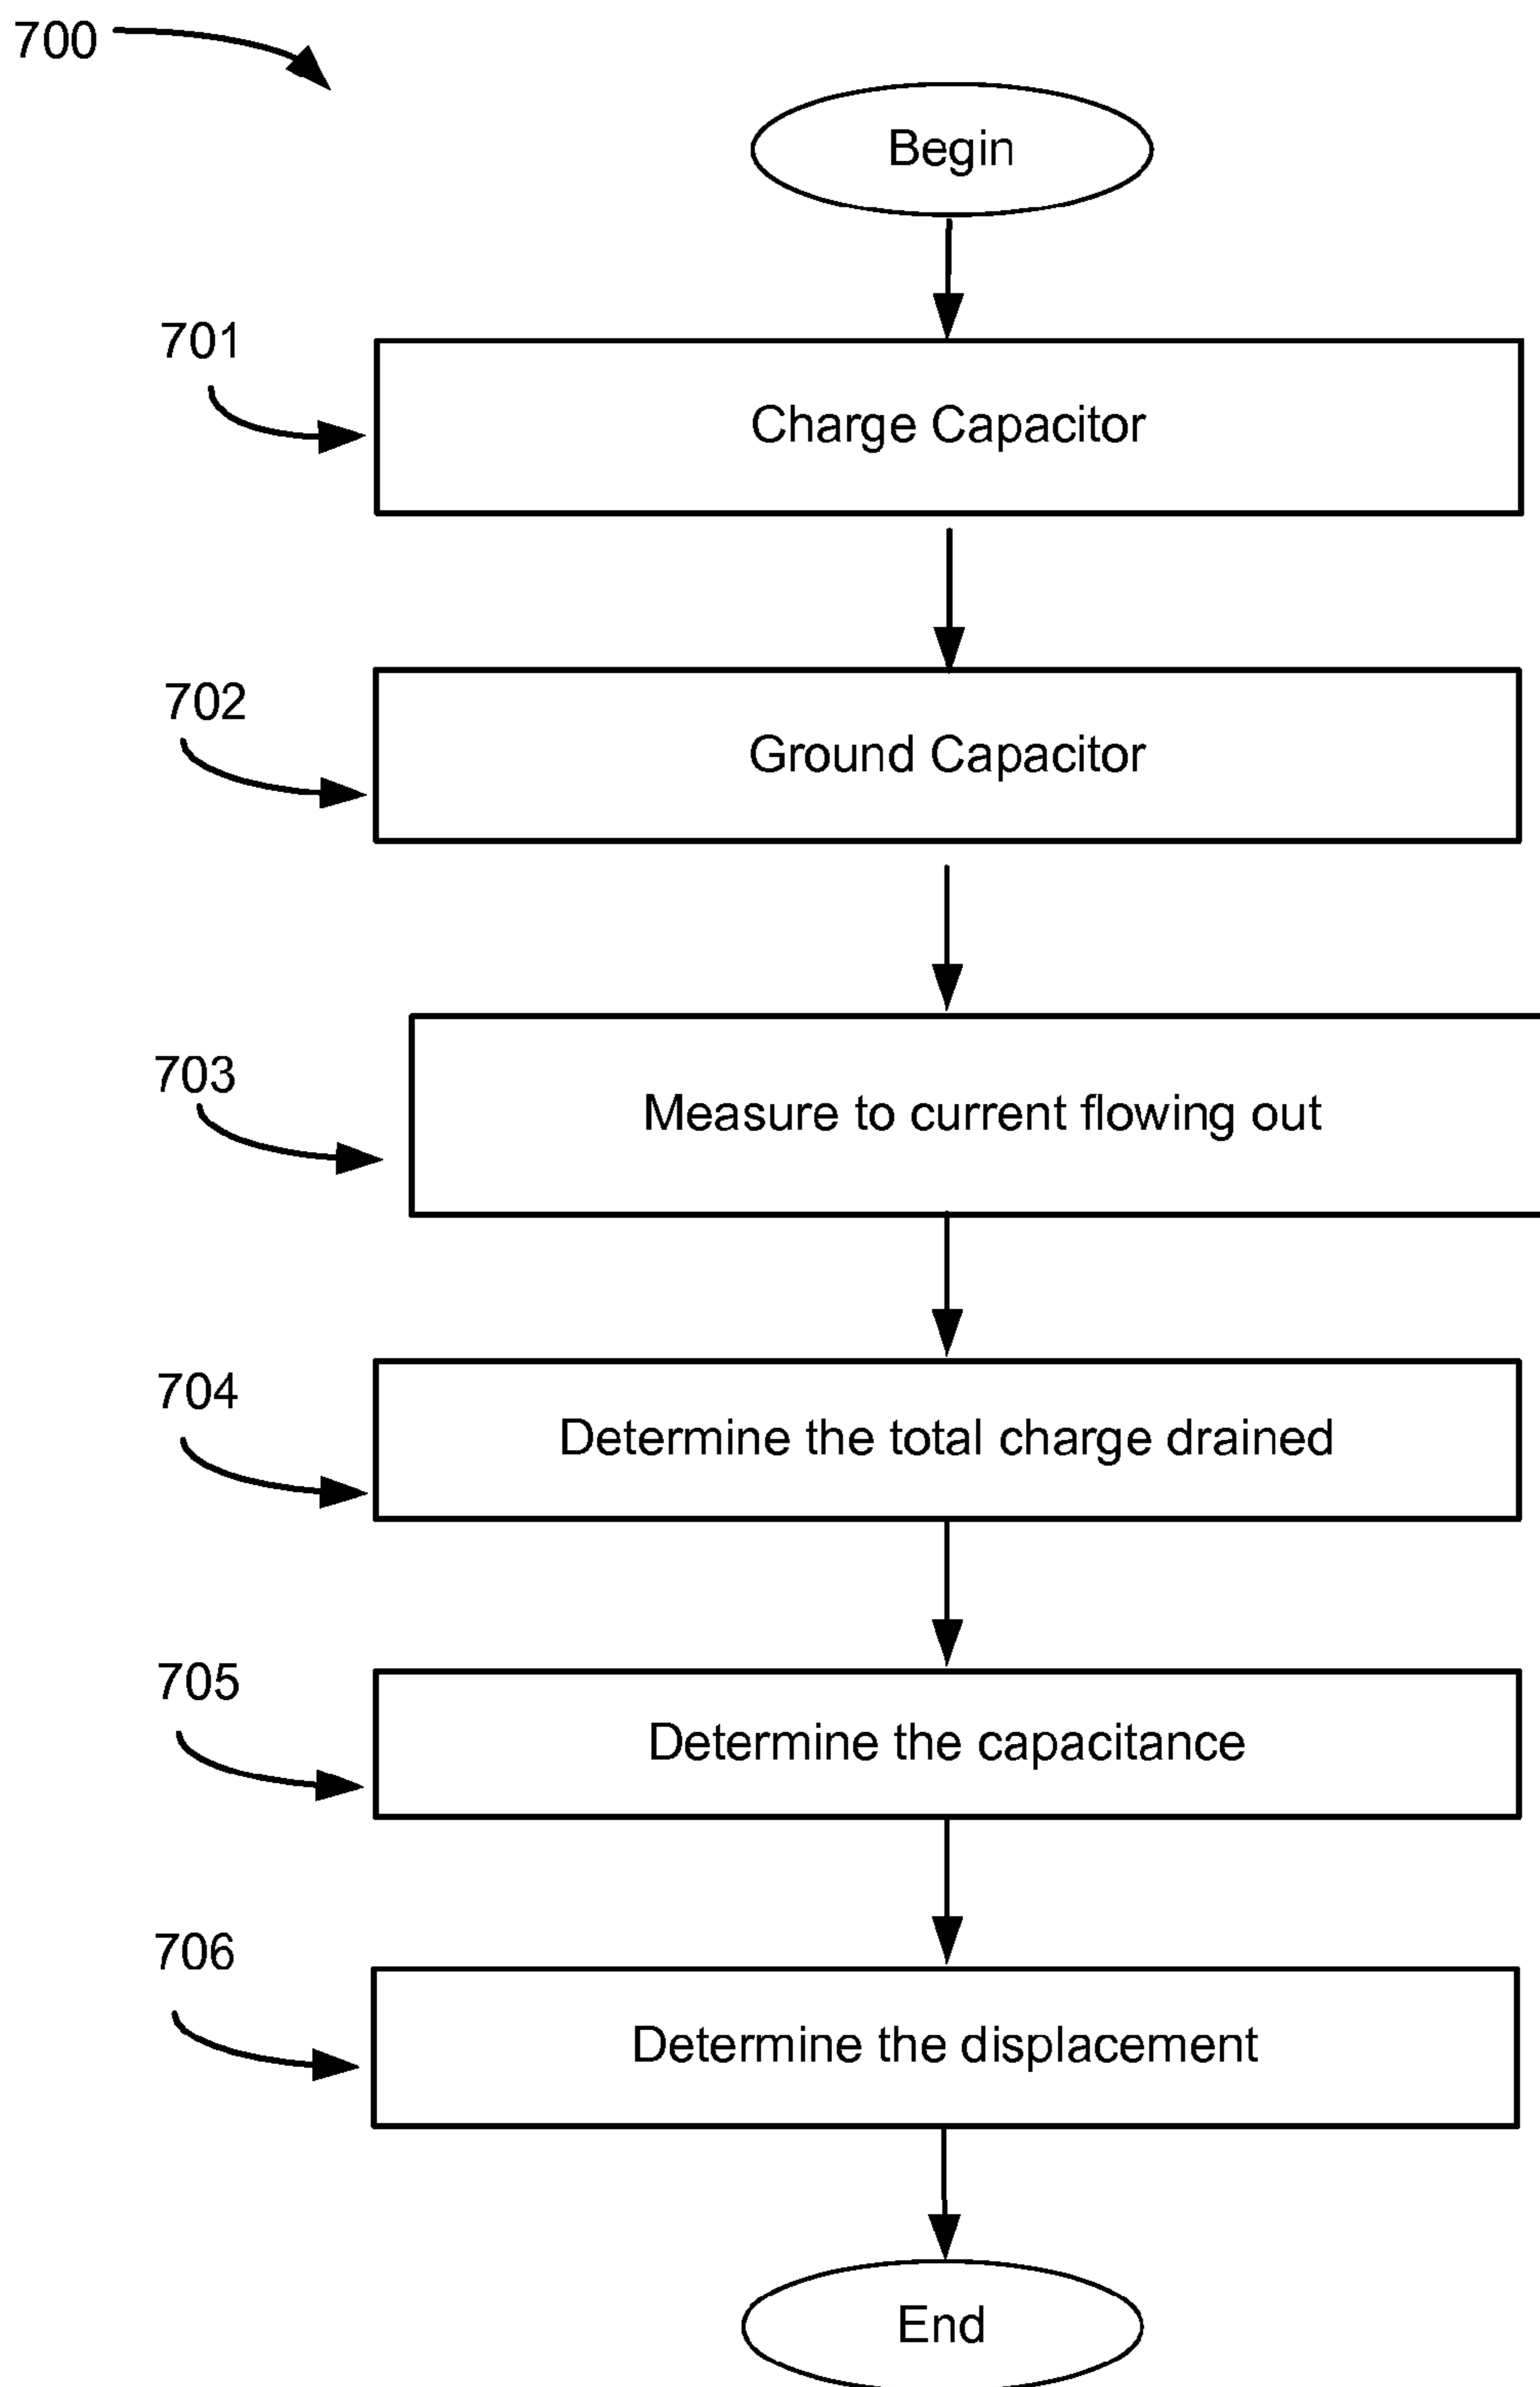 700
Begin
701
Charge Capacitor
702
Ground Capacitor
703
Measure to current flowing out
704
Determine the total charge drained
705
Determine the capacitance
706
Determine the displacement
End